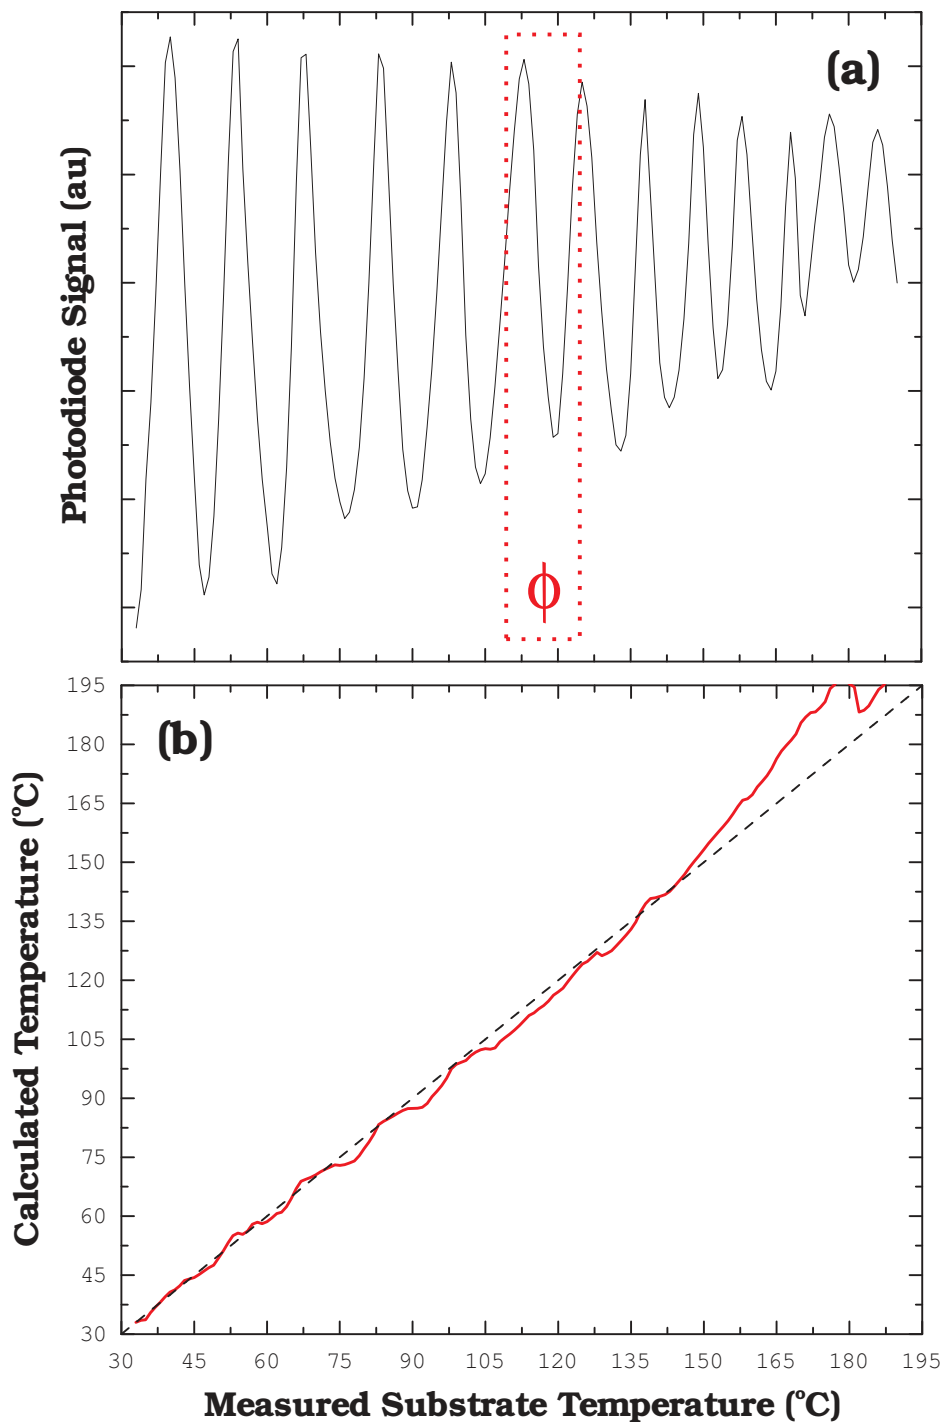 (a)
Photodiode Signal (au)
ϕ
(b)
Calculated Temperature (°C)
195
180
165
150
135
120
105
90
75
60
45
30
30 45 60 75 90 105 120 135 150 165 180 195
Measured Substrate Temperature (°C)